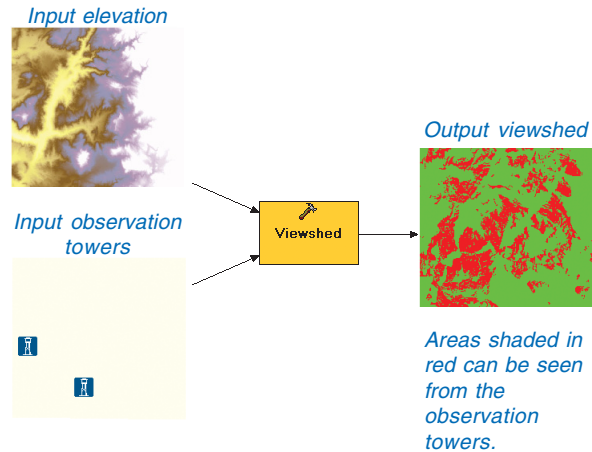 Input elevation
Input observation
towers
Viewshed
Output viewshed
Areas shaded in
red can be seen
from the
observation
towers.